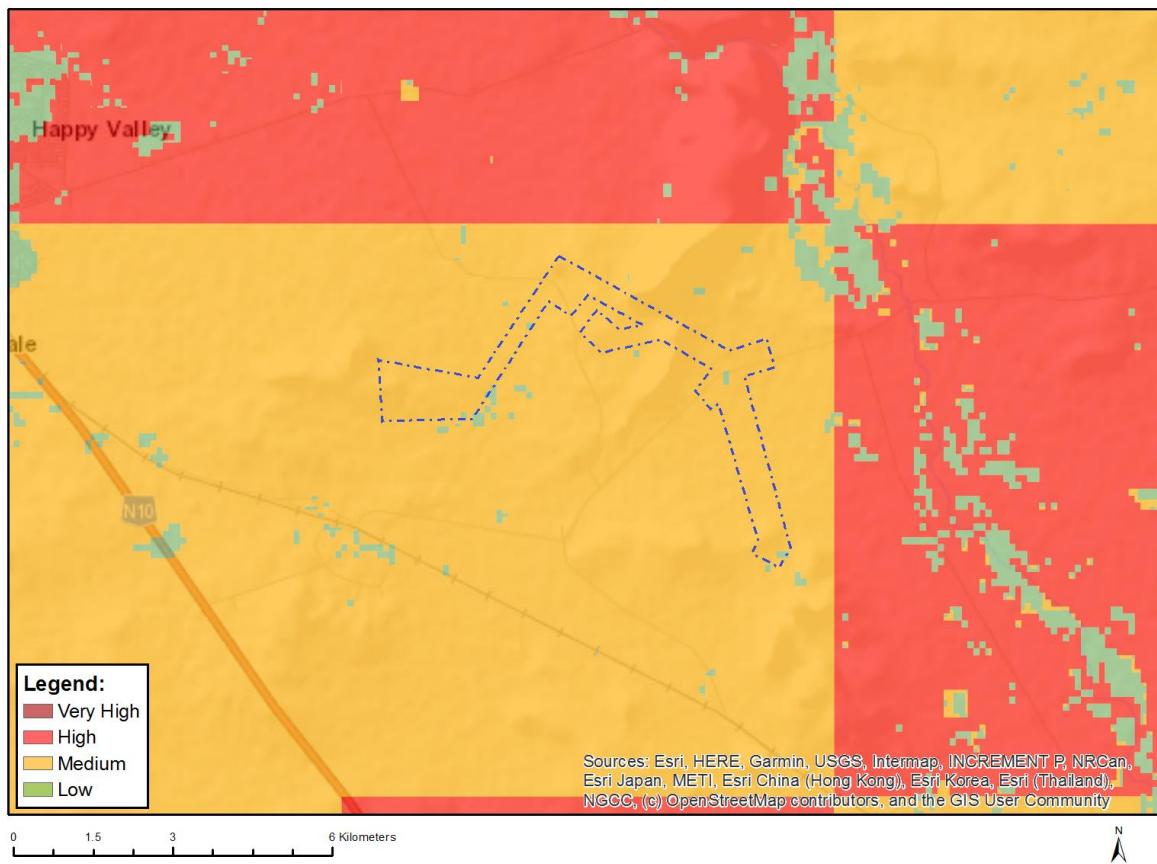 Happy Valley
ale
N10
Legend:
Very High
High
Medium
Low
Sources: Esri, HERE, Garmin, USGS, Intermap, INCREMENT P, NRCan,
Esri Japan, METI, Esri China (Hong Kong), Esri Korea, Esri (Thailand),
NGCC, (c) OpenStreetMap contributors, and the GIS User Community
0 1.5 3 6 Kilometers
N